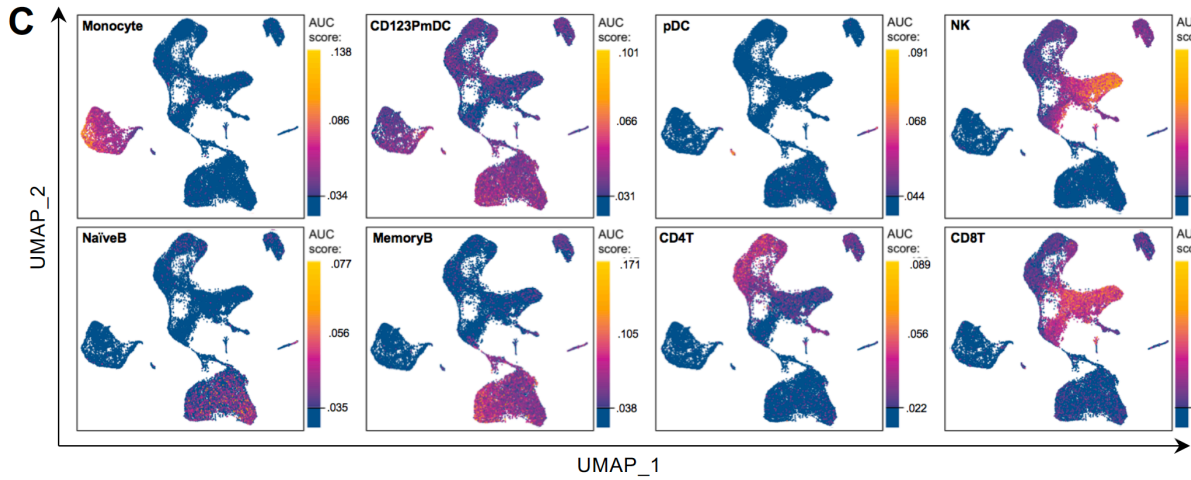 C
Monocyte
AUC
score:
.138
.086
.034
CD123PmDC
AUC
score:
.101
.066
.031
pDC
AUC
score:
.091
.068
.044
NK
AUC
score:
NaïveB
AUC
score:
.077
.056
.035
MemoryB
AUC
score:
.171
.105
.038
CD4T
AUC
score:
.089
.056
.022
CD8T
AUC
score:
UMAP_2
UMAP_1